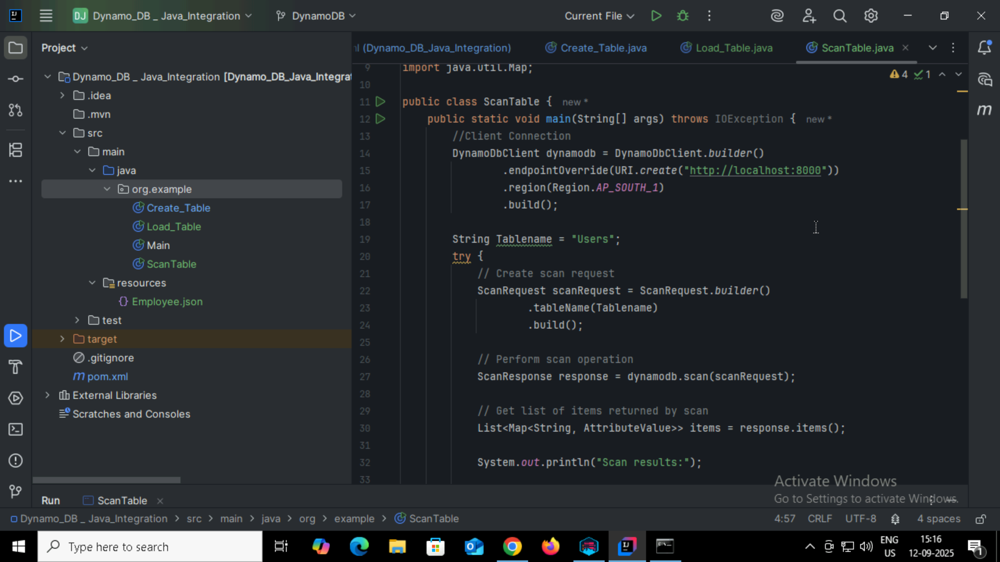 DJ Dynamo_DB _ Java_Integration DynamoDB Current File
Project
(Dynamo_DB_Java_Integration) Create_Table.java Load_Table.java ScanTable.java
Dynamo_DB _ Java_Integration [Dynamo_DB_Java_Integra
.idea
.mvn
src
main
java
org.example
Create_Table
Load_Table
Main
ScanTable
resources
Employee.json
test
target
.gitignore
m pom.xml
External Libraries
Scratches and Consoles
4 1
m
9 import java.util.Map;
10
11 public class ScanTable { new *
12 public static void main(String[] args) throws IOException { new *
13 //Client Connection
14 DynamoDbClient dynamodb = DynamoDbClient.builder()
15 .endpointOverride(URI.create("http://localhost:8000"))
16 .region(Region.AP_SOUTH_1)
17 .build();
18
19 String Tablename = "Users";
20 try {
21 // Create scan request
22 ScanRequest scanRequest = ScanRequest.builder()
23 .tableName(Tablename)
24 .build();
25
26 // Perform scan operation
27 ScanResponse response = dynamodb.scan(scanRequest);
28
29 // Get list of items returned by scan
30 List<Map<String, AttributeValue>> items = response.items();
31
32 System.out.println("Scan results:");
33
Activate Windows
Go to Settings to activate Windows.
Run ScanTable
Dynamo_DB _ Java_Integration > src > main > java > org > example > ScanTable 4:57 CRLF UTF-8 4 spaces
Type here to search
ENG
US
15:16
12-09-2025
1